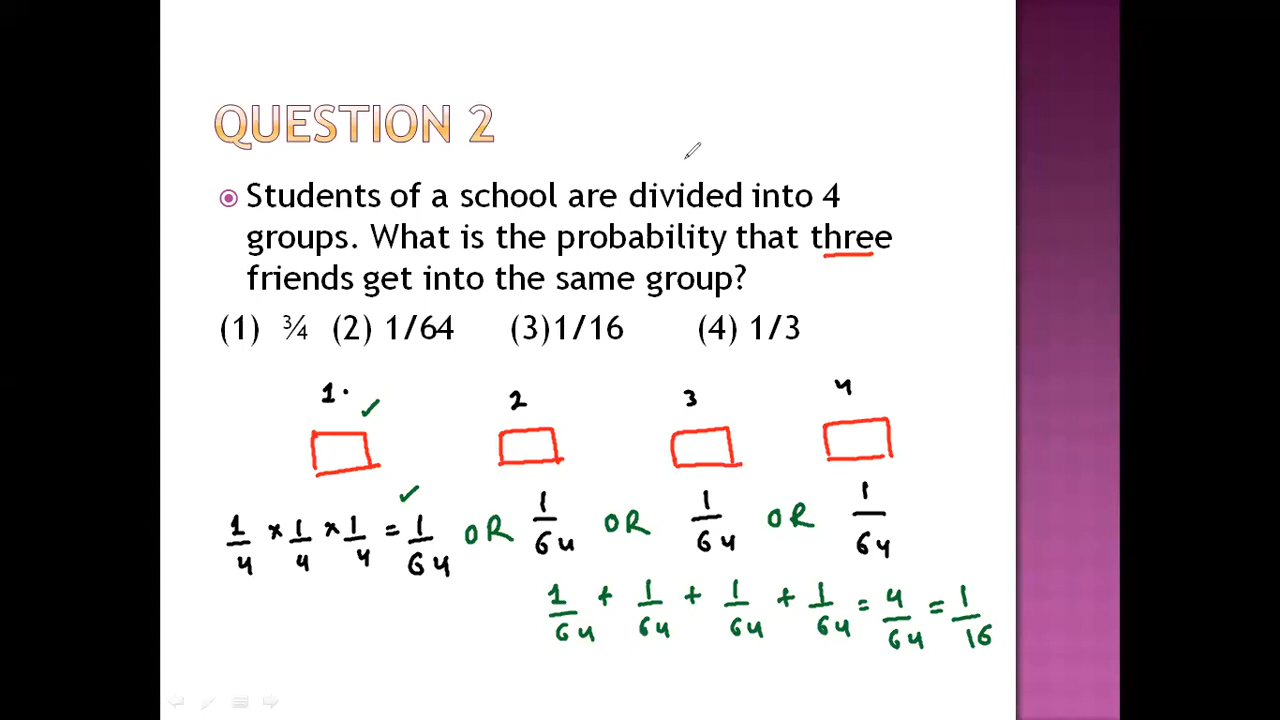 QUESTION 2
Students of a school are divided into 4
groups. What is the probability that three
friends get into the same group?
(1) ¾ (2) 1/64 (3)1/16 (4) 1/3
1. 2 3 4
1/4 × 1/4 × 1/4 = 1/64 OR 1/64 OR 1/64 OR 1/64
1/64 + 1/64 + 1/64 + 1/64 = 4/64 = 1/16